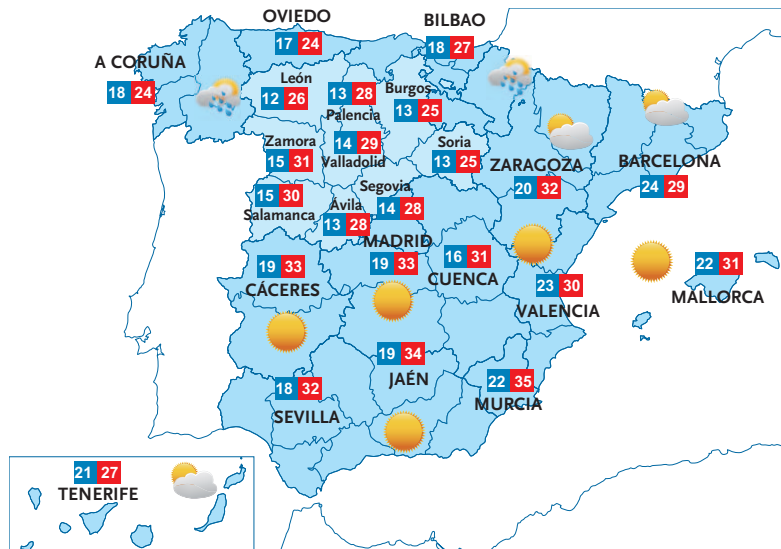 OVIEDO
17 24
BILBAO
18 27
A CORUÑA
18 24
León
12 26
13 28
Palencia
Burgos
13 25
Zamora
15 31
14 29
Valladolid
Soria
13 25
ZARAGOZA
20 32
BARCELONA
24 29
15 30
Salamanca
Ávila
13 28
Segovia
14 28
MADRID
19 33
19 33
CÁCERES
16 31
CUENCA
23 30
VALENCIA
22 31
MALLORCA
19 34
JAÉN
18 32
SEVILLA
22 35
MURCIA
21 27
TENERIFE